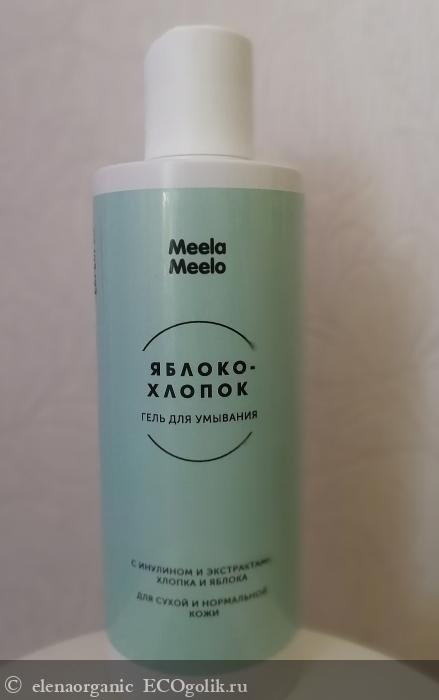 Meela
Meelo
ЯБЛОКО-
ХЛОПОК
ГЕЛЬ ДЛЯ УМЫВАНИЯ
С ИНУЛИНОМ И ЭКСТРАКТАМИ
ХЛОПКА И ЯБЛОКА
ДЛЯ СУХОЙ И НОРМАЛЬНОЙ
КОЖИ
© elenaorganic ECOgolik.ru